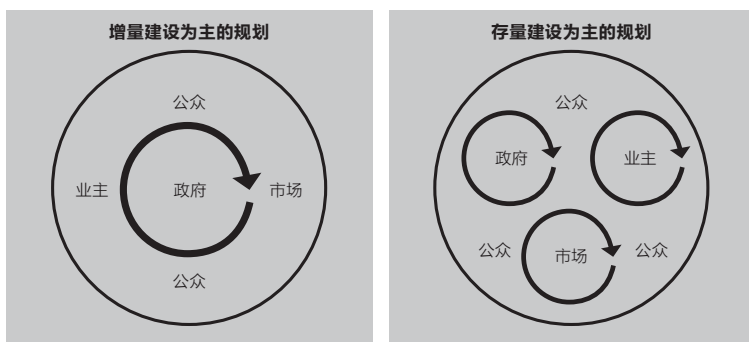 增量建设为主的规划
公众
业主
政府
市场
公众
存量建设为主的规划
公众
政府
业主
公众
市场
公众